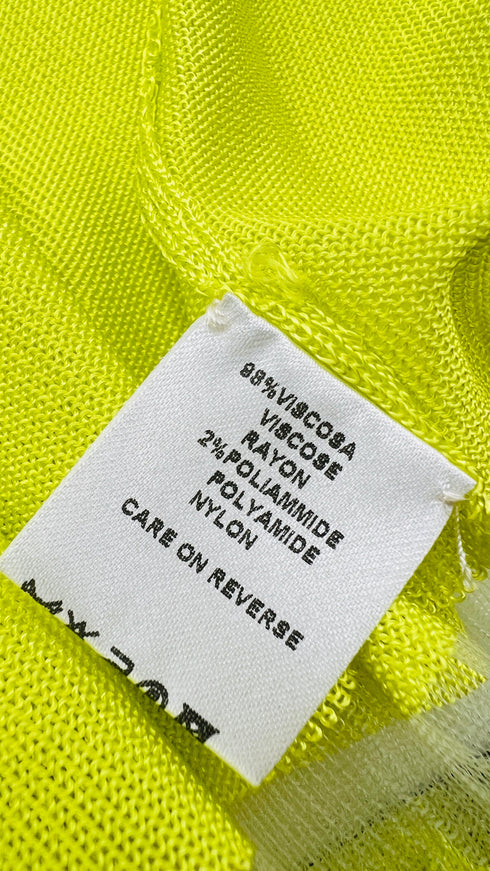 98%VISCOSA
VISCOSE
RAYON
2%POLIAMMIDE
POLYAMIDE
NYLON
CARE ON REVERSE